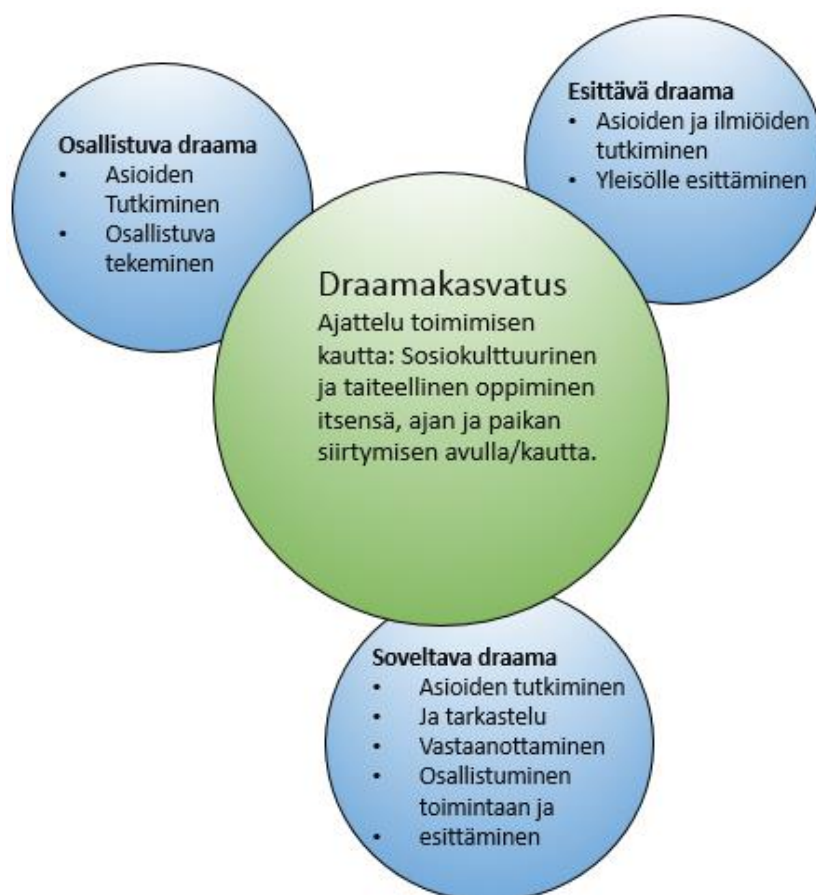 Osallistuva draama
• Asioiden
Tutkiminen
• Osallistuva
tekeminen
Esittävä draama
• Asioiden ja ilmiöiden
tutkiminen
• Yleisölle esittäminen
Draamakasvatus
Ajattelu toimimisen
kautta: Sosiokulttuurinen
ja taiteellinen oppiminen
itsensä, ajan ja paikan
siirtymisen avulla/kautta.
Soveltava draama
• Asioiden tutkiminen
• Ja tarkastelu
• Vastaanottaminen
• Osallistuminen
toimintaan ja
• esittäminen